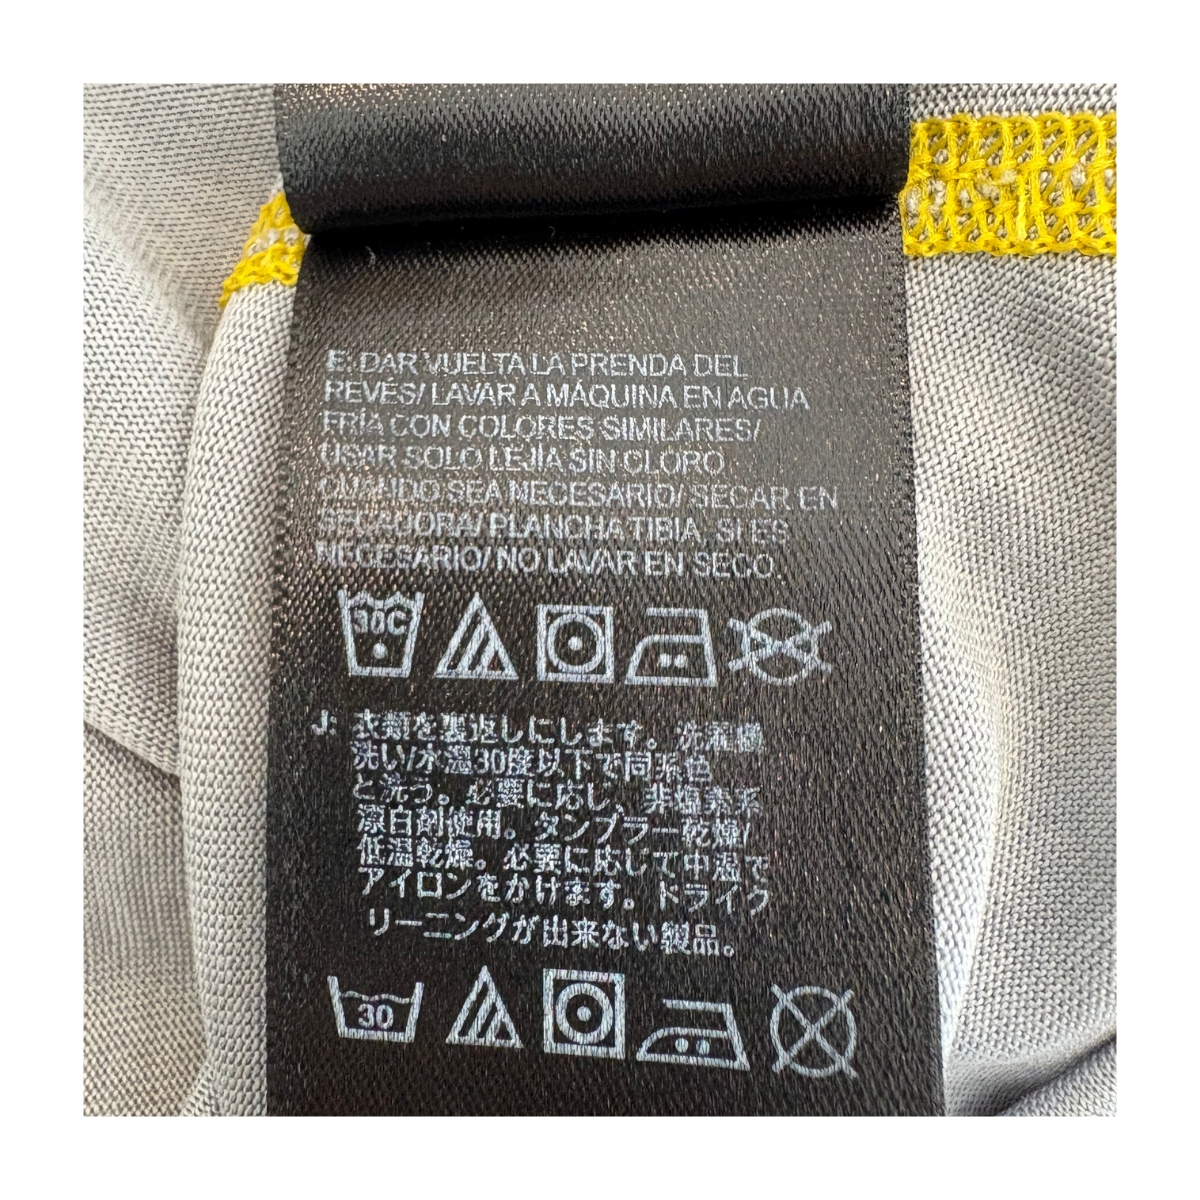 E: DAR VUELTA LA PRENDA DEL
REVÉS/ LAVAR A MÁQUINA EN AGUA
FRÍA CON COLORES SIMILARES/
USAR SOLO LEJÍA SIN CLORO
CUANDO SEA NECESARIO/ SECAR EN
SECADORA/ PLANCHA TIBIA, SI ES
NECESARIO/ NO LAVAR EN SECO.
30C
J: 衣類を裏返しにします。洗濯機
洗い/水温30度以下で同系色
と洗う。必要に応じ、非塩素系
漂白剤使用。タンブラー乾燥/
低温乾燥。必要に応じて中温で
アイロンをかけます。ドライク
リーニングが出来ない製品。
30